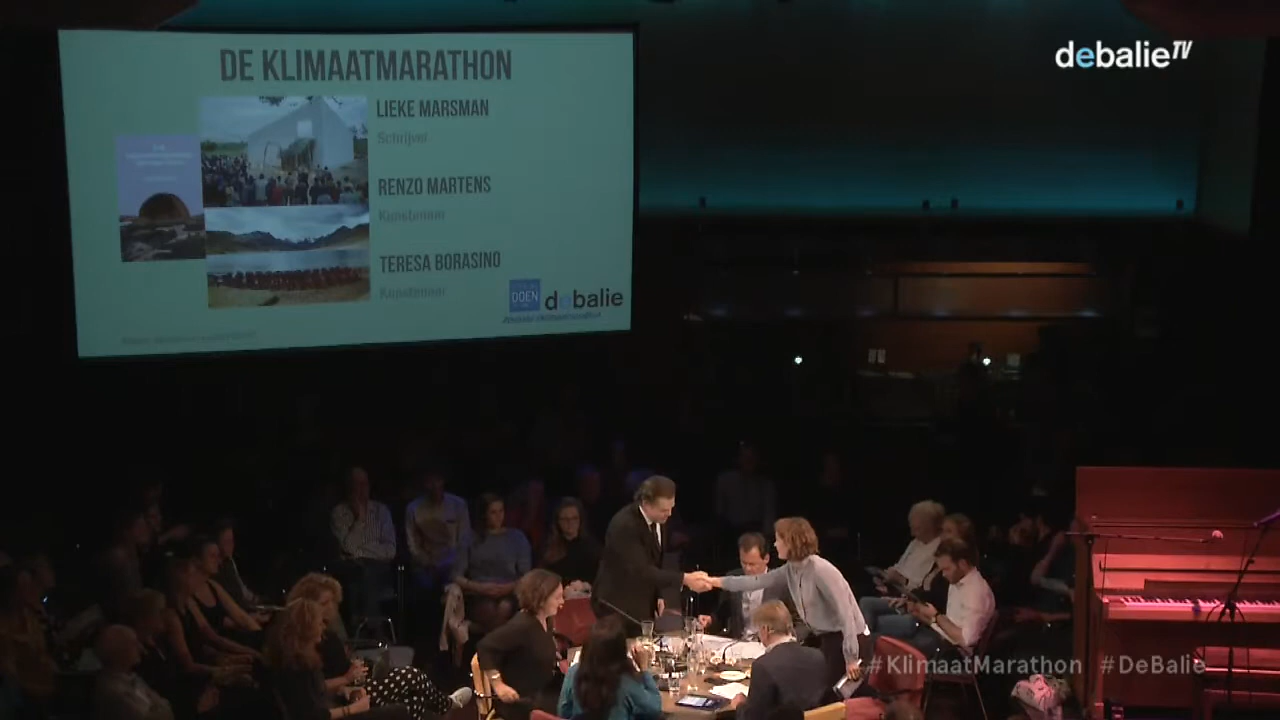 DE KLIMAATMARATHON
debalieTV
LIEKE MARSMAN
Schrijver
RENZO MARTENS
Kunstenaar
TERESA BORASINO
Kunstenaar
DOEN
debalie
#KlimaatMarathon #DeBalie